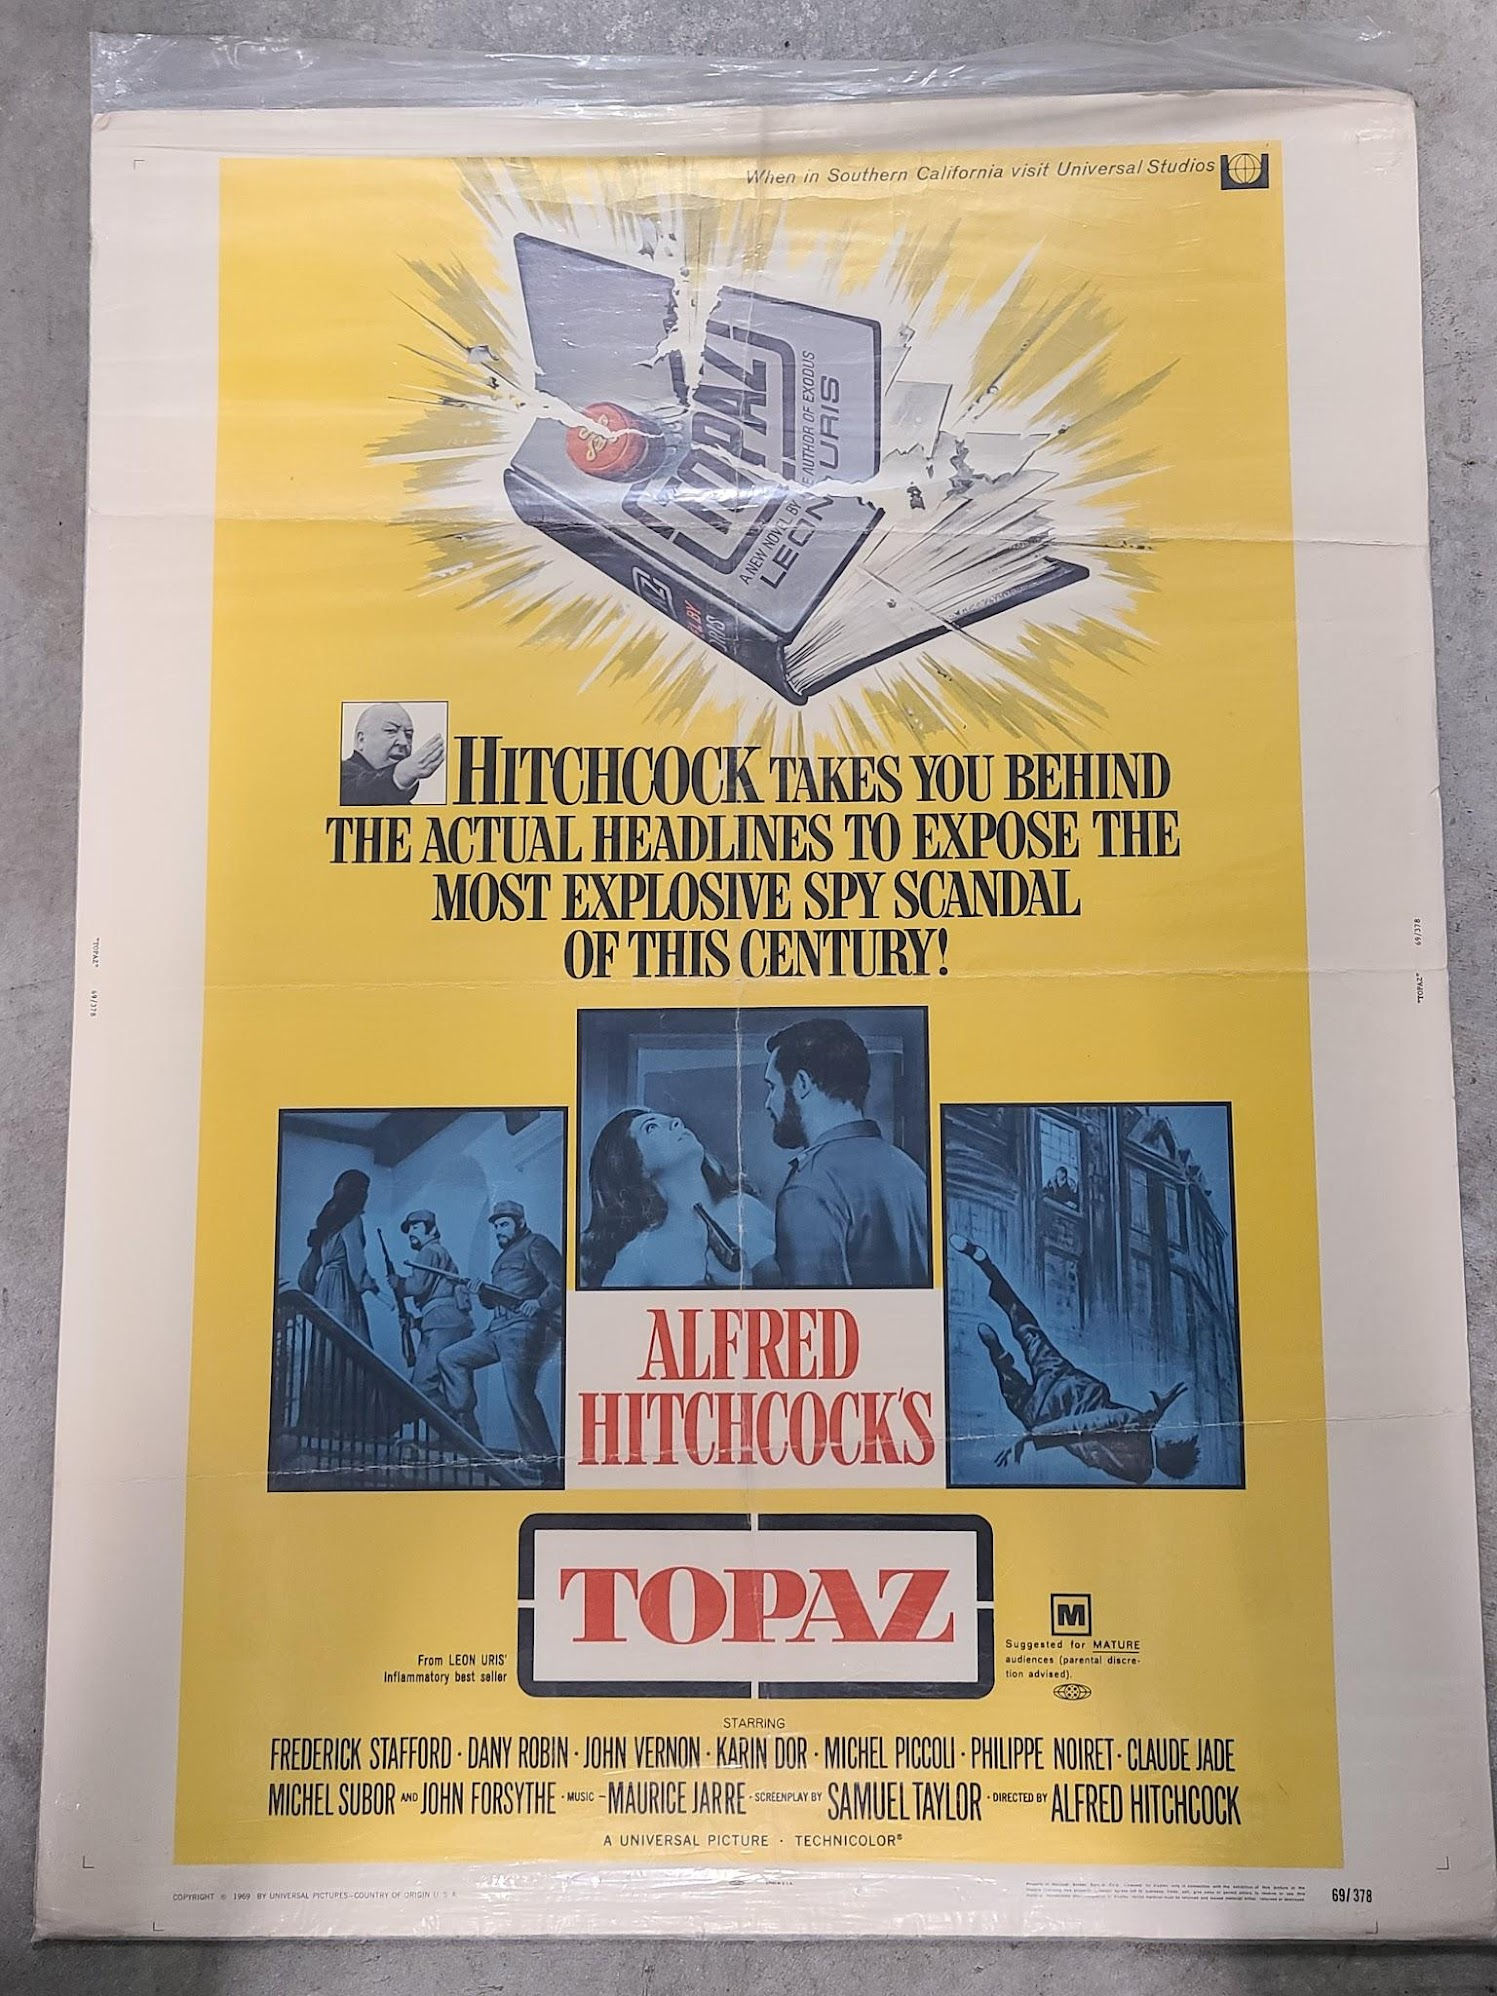 When in Southern California visit Universal Studios
TOPAZ
A NEW NOVEL BY THE AUTHOR OF EXODUS
LEON URIS
HITCHCOCK TAKES YOU BEHIND
THE ACTUAL HEADLINES TO EXPOSE THE
MOST EXPLOSIVE SPY SCANDAL
OF THIS CENTURY!
"TOPAZ" 69/378
69/378 "TOPAZ"
ALFRED
HITCHCOCK'S
TOPAZ
From LEON URIS'
inflammatory best seller
M
Suggested for MATURE
audiences (parental discre-
tion advised).
STARRING
FREDERICK STAFFORD · DANY ROBIN · JOHN VERNON · KARIN DOR · MICHEL PICCOLI · PHILIPPE NOIRET · CLAUDE JADE
MICHEL SUBOR AND JOHN FORSYTHE · MUSIC – MAURICE JARRE · SCREENPLAY BY SAMUEL TAYLOR · DIRECTED BY ALFRED HITCHCOCK
A UNIVERSAL PICTURE · TECHNICOLOR®
COPYRIGHT © 1969 BY UNIVERSAL PICTURES–COUNTRY OF ORIGIN U.S.A.
69/378